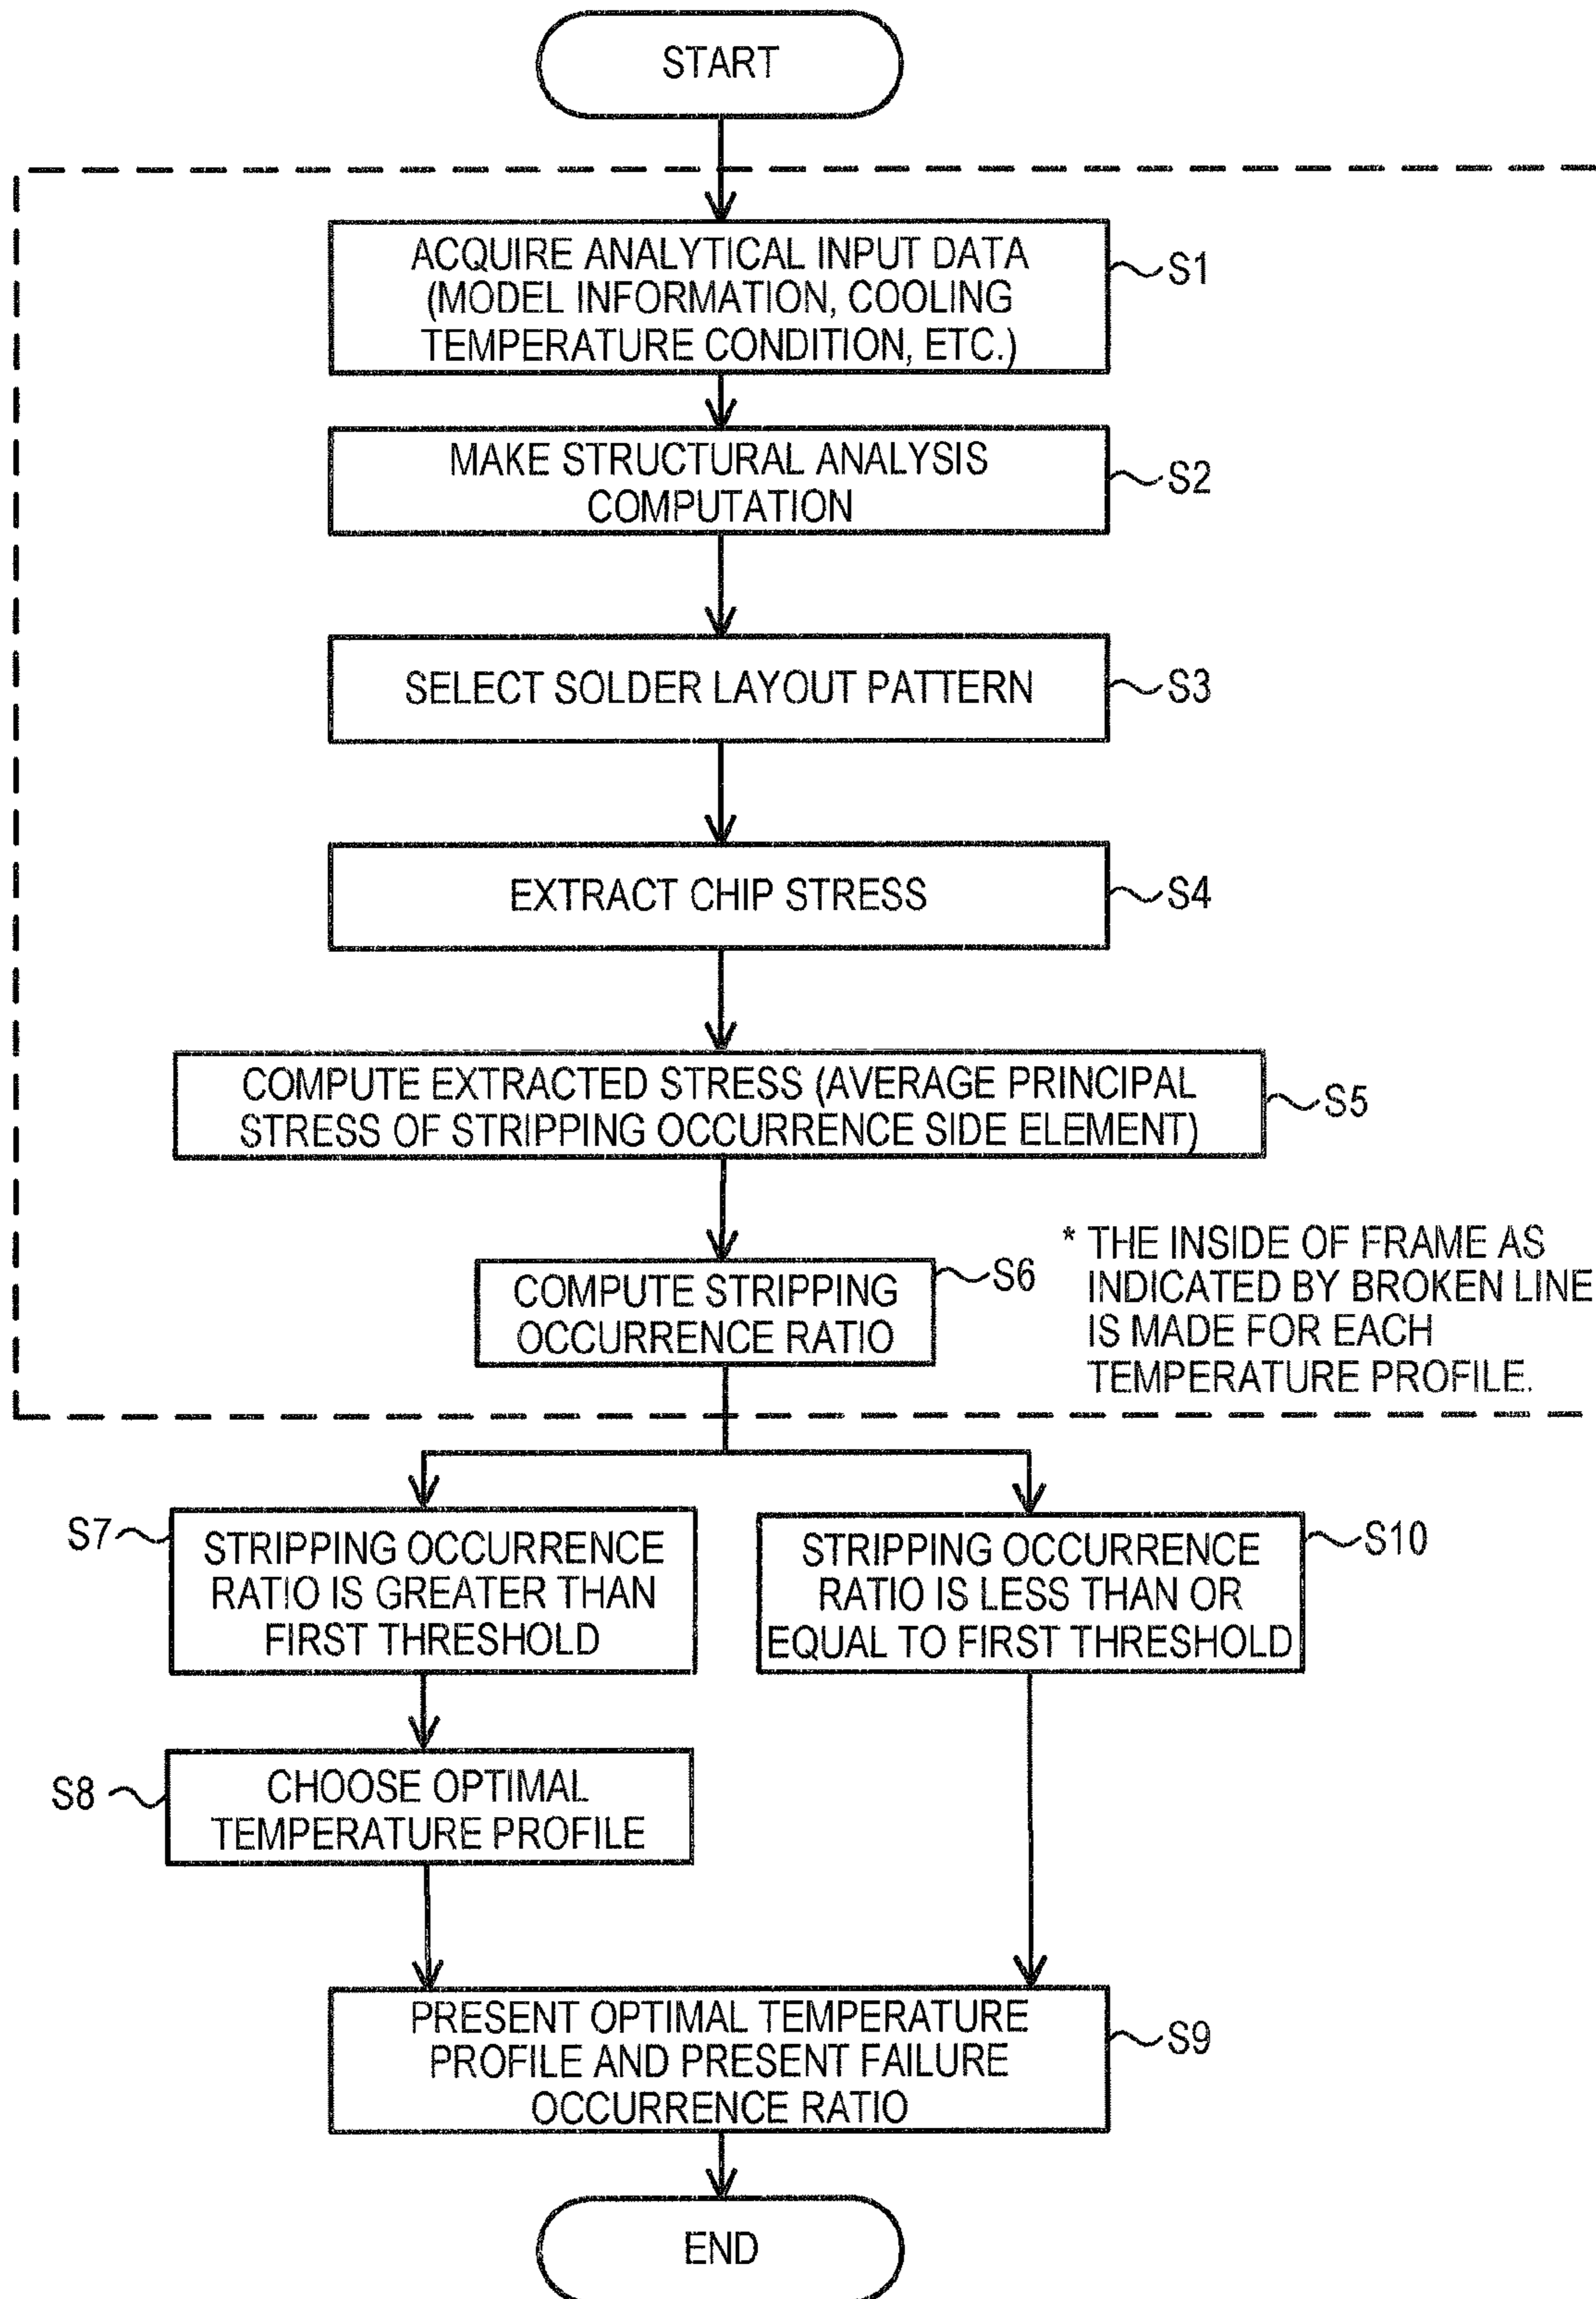 START
ACQUIRE ANALYTICAL INPUT DATA
(MODEL INFORMATION, COOLING
TEMPERATURE CONDITION, ETC.)
S1
MAKE STRUCTURAL ANALYSIS
COMPUTATION
S2
SELECT SOLDER LAYOUT PATTERN
S3
EXTRACT CHIP STRESS
S4
COMPUTE EXTRACTED STRESS (AVERAGE PRINCIPAL
STRESS OF STRIPPING OCCURRENCE SIDE ELEMENT)
S5
COMPUTE STRIPPING
OCCURRENCE RATIO
S6
* THE INSIDE OF FRAME AS
INDICATED BY BROKEN LINE
IS MADE FOR EACH
TEMPERATURE PROFILE.
S7
STRIPPING OCCURRENCE
RATIO IS GREATER THAN
FIRST THRESHOLD
STRIPPING OCCURRENCE
RATIO IS LESS THAN OR
EQUAL TO FIRST THRESHOLD
S10
S8
CHOOSE OPTIMAL
TEMPERATURE PROFILE
PRESENT OPTIMAL TEMPERATURE
PROFILE AND PRESENT FAILURE
OCCURRENCE RATIO
S9
END